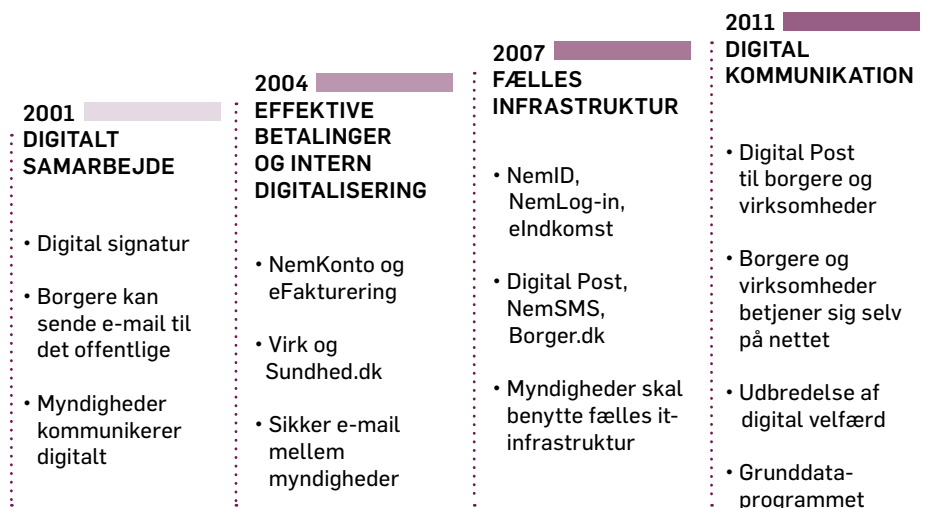 2001
DIGITALT
SAMARBEJDE
• Digital signatur
• Borgere kan
sende e-mail til
det offentlige
• Myndigheder
kommunikerer
digitalt
2004
EFFEKTIVE
BETALINGER
OG INTERN
DIGITALISERING
• NemKonto og
eFakturering
• Virk og
Sundhed.dk
• Sikker e-mail
mellem
myndigheder
2007
FÆLLES
INFRASTRUKTUR
• NemID,
NemLog-in,
eIndkomst
• Digital Post,
NemSMS,
Borger.dk
• Myndigheder skal
benytte fælles it-
infrastruktur
2011
DIGITAL
KOMMUNIKATION
• Digital Post
til borgere og
virksomheder
• Borgere og
virksomheder
betjener sig selv
på nettet
• Udbredelse af
digital velfærd
• Grunddata-
programmet